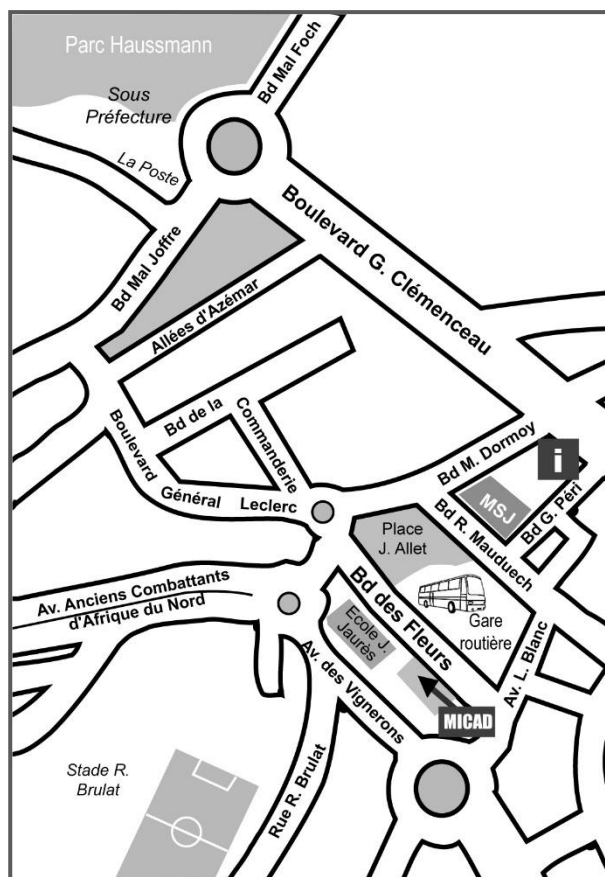 Parc Haussmann
Bd Mal Foch
Sous
Préfecture
La Poste
Bd Mal Joffre
Boulevard G. Clémenceau
Allées d'Azémar
Bd de la
Commanderie
Boulevard
Général Leclerc
Bd M. Dormoy
i
MSJ
Bd G. Péri
Bd R. Mauduech
Place
J. Allet
Gare
routière
Bd des Fleurs
Av. Anciens Combattants
d'Afrique du Nord
Ecole J.
Jaurès
Av. L. Blanc
MICAD
Av. des Vignerons
Rue R. Brulat
Stade R.
Brulat